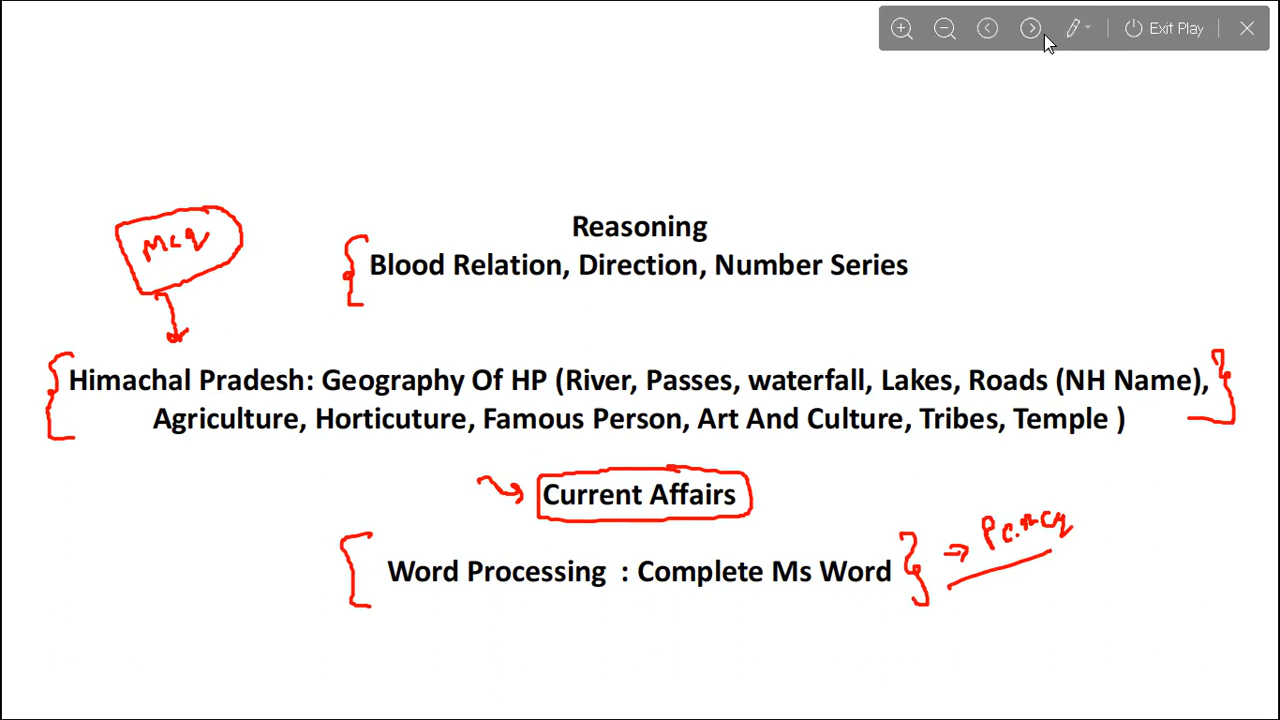 Exit Play
Reasoning
MCQ
Blood Relation, Direction, Number Series
Himachal Pradesh: Geography Of HP (River, Passes, waterfall, Lakes, Roads (NH Name),
Agriculture, Horticuture, Famous Person, Art And Culture, Tribes, Temple )
Current Affairs
Word Processing : Complete Ms Word